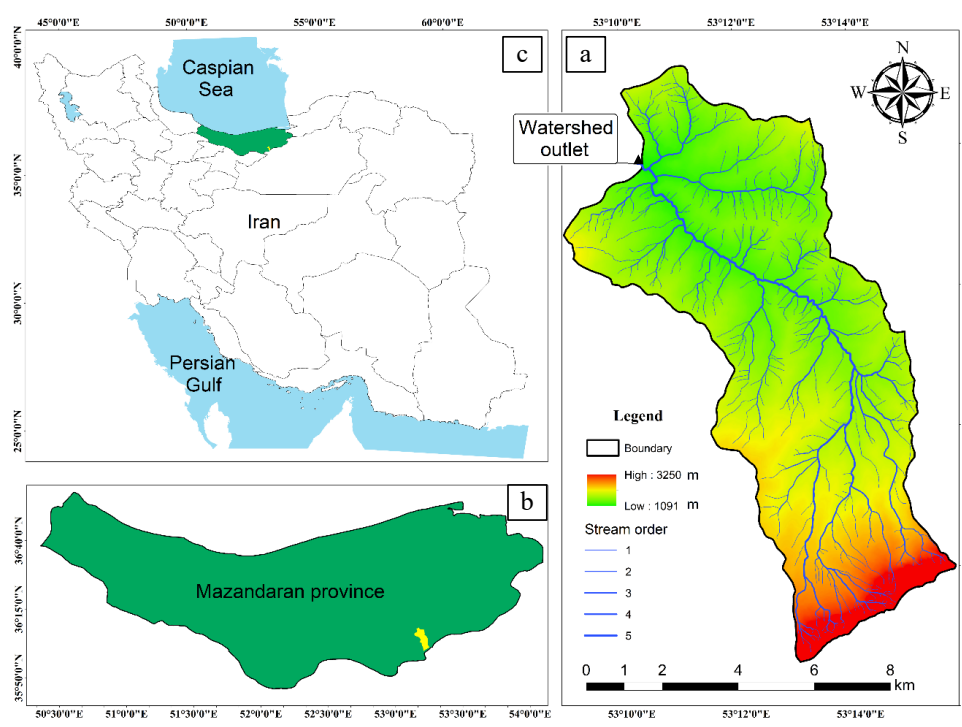 45°0'0"E 50°0'0"E 55°0'0"E 60°0'0"E
c
40°0'0"N
35°0'0"N
30°0'0"N
25°0'0"N
Caspian
Sea
Iran
Persian
Gulf
b
36°40'0"N
36°15'0"N
35°50'0"N
Mazandaran province
50°30'0"E 51°0'0"E 51°30'0"E 52°0'0"E 52°30'0"E 53°0'0"E 53°30'0"E 54°0'0"E
53°10'0"E 53°12'0"E 53°14'0"E
a
N
W E
S
Watershed
outlet
Legend
Boundary
High : 3250 m
Low : 1091 m
Stream order
1
2
3
4
5
0 1 2 4 6 8
km
53°10'0"E 53°12'0"E 53°14'0"E